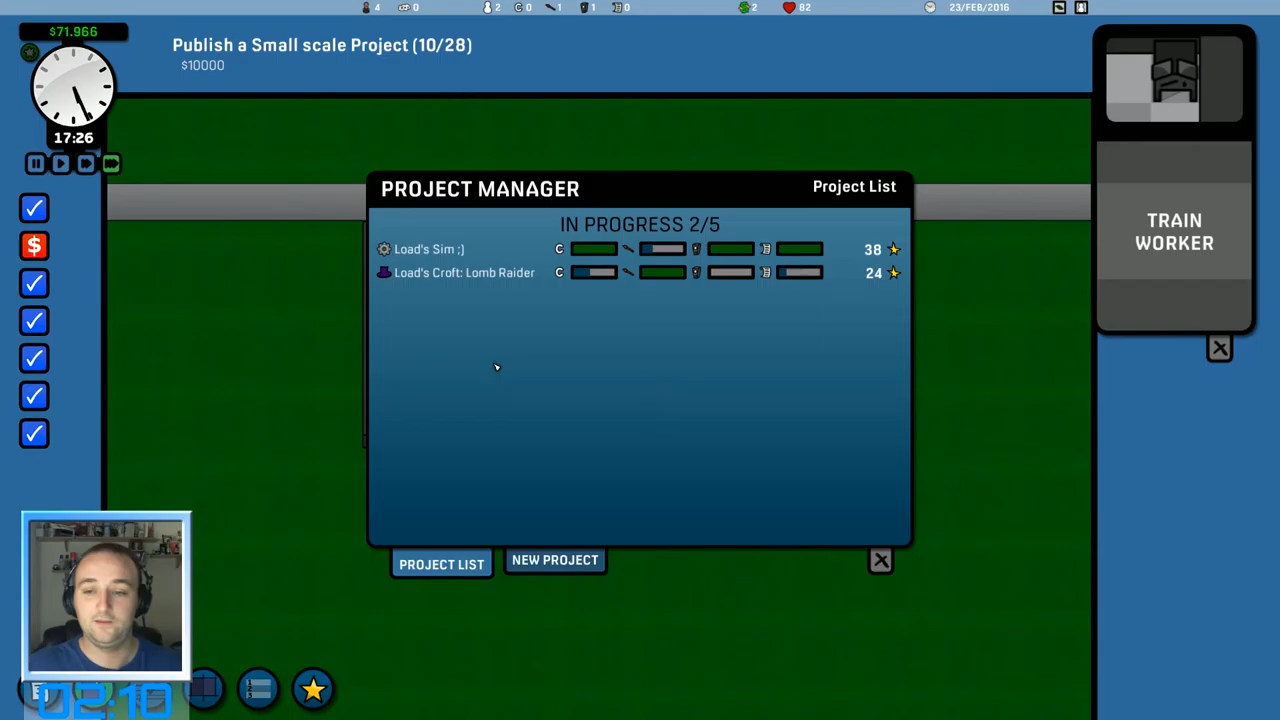 4 0 2 C 0 1 1 0 2 82 23/FEB/2016
$71.966
Publish a Small scale Project (10/28)
$10000
17:26
PROJECT MANAGER
Project List
IN PROGRESS 2/5
Load's Sim ;) C 38
Load's Croft: Lomb Raider C 24
TRAIN
WORKER
PROJECT LIST
NEW PROJECT
02:10